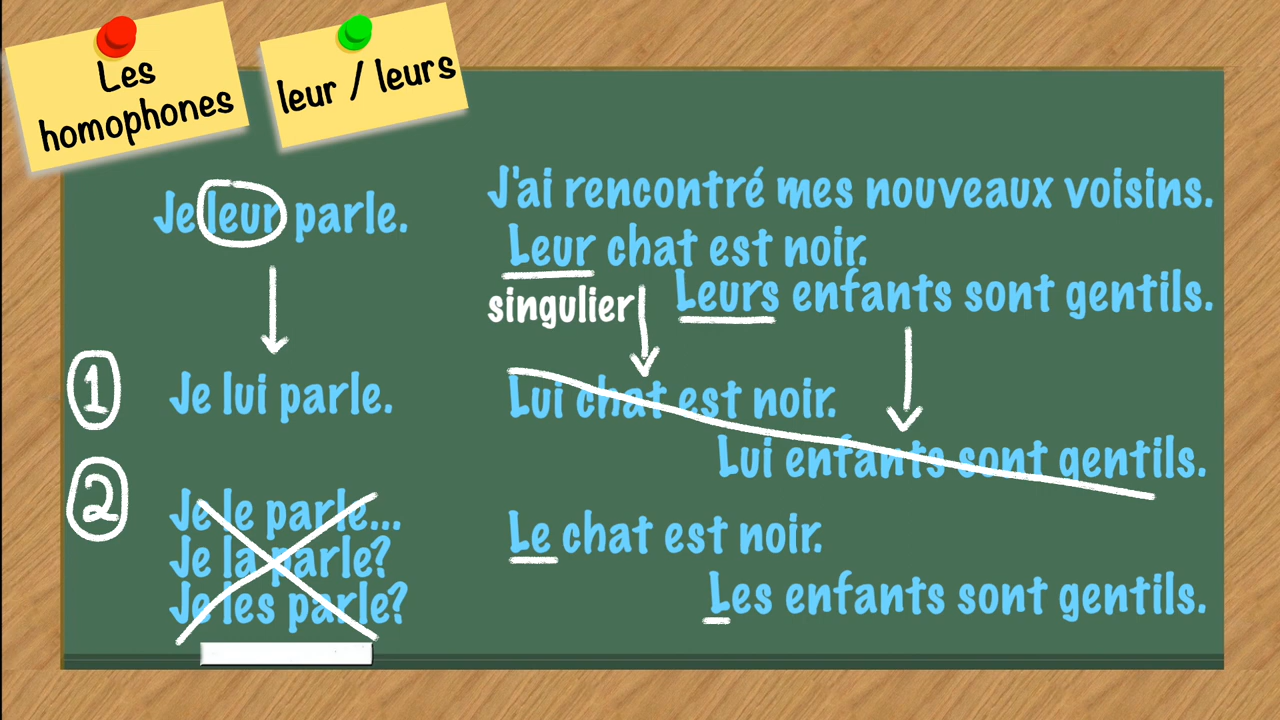 Les
homophones
leur / leurs
Je leur parle.
J'ai rencontré mes nouveaux voisins.
Leur chat est noir.
Leurs enfants sont gentils.
singulier
1
Je lui parle.
Lui chat est noir.
Lui enfants sont gentils.
2
Je le parle...
Je la parle?
Je les parle?
Le chat est noir.
Les enfants sont gentils.